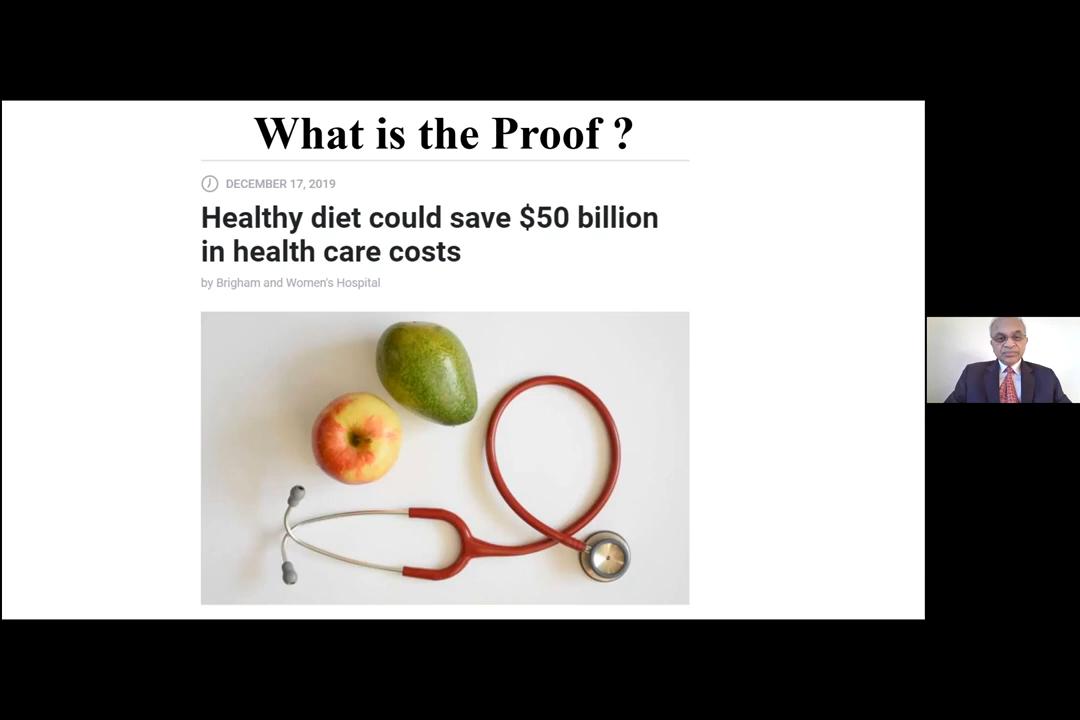 What is the Proof ?
DECEMBER 17, 2019
Healthy diet could save $50 billion
in health care costs
by Brigham and Women's Hospital